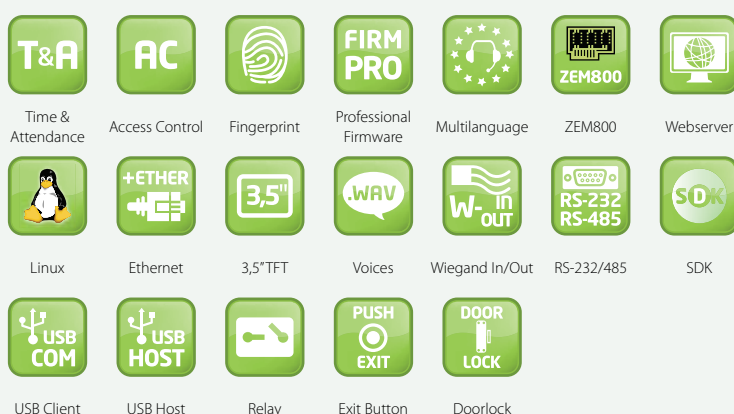 T&A
AC
FIRM
PRO
ZEM800
Time &
Attendance
Access Control
Fingerprint
Professional
Firmware
Multilanguage
ZEM800
Webserver
+ETHER
3,5"
.WAV
W- in
OUT
RS-232
RS-485
SDK
Linux
Ethernet
3,5” TFT
Voices
Wiegand In/Out
RS-232/485
SDK
USB
COM
USB
HOST
PUSH
EXIT
DOOR
LOCK
USB Client
USB Host
Relay
Exit Button
Doorlock